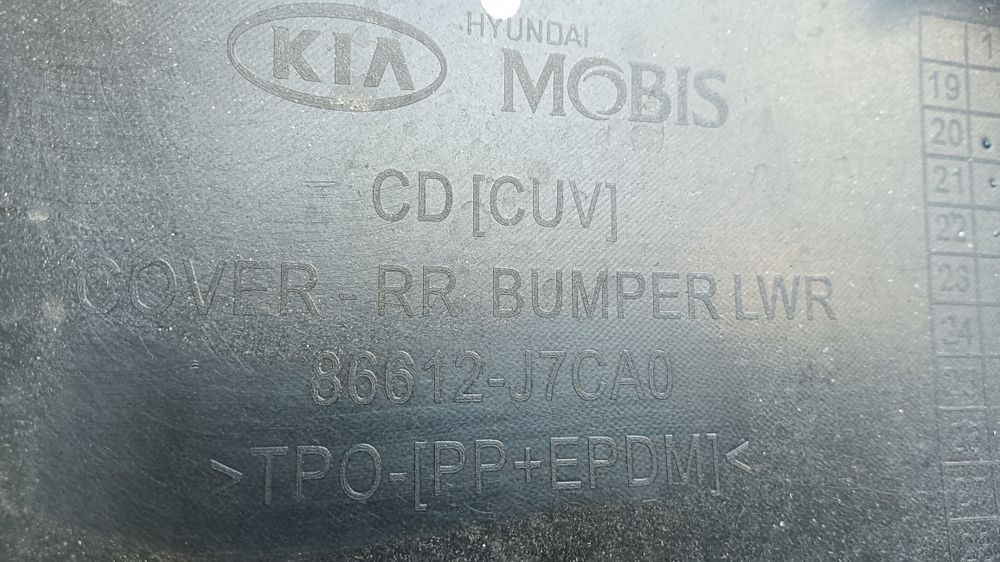 KIA HYUNDAI
MOBIS
CD [CUV]
COVER - RR BUMPER LWR
86612-J7CA0
>TPO-[PP+EPDM]<
1
19
20
21
22
23
24